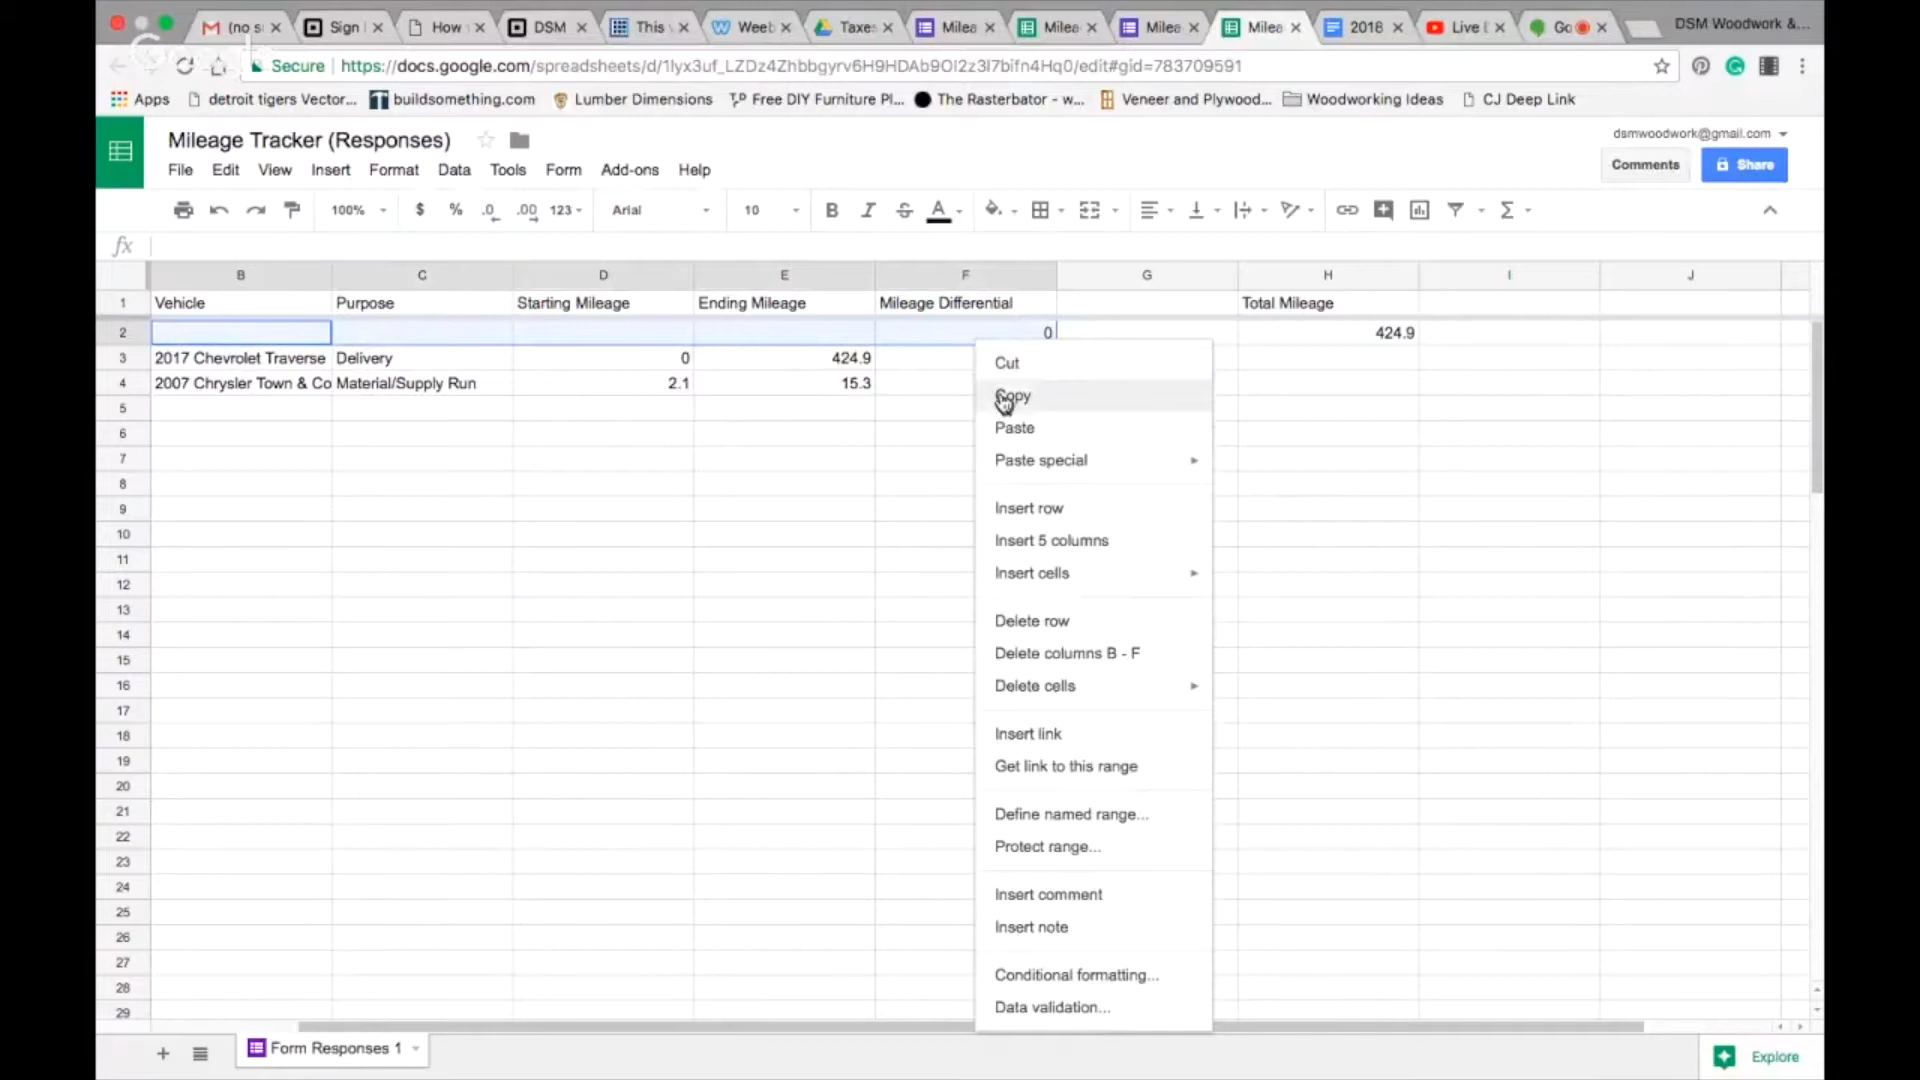 (no s
Sign
How
DSM
This
Weeb
Taxes
Milea
Milea
Milea
Milea
2018
Live
Go
DSM Woodwork &...
Secure https://docs.google.com/spreadsheets/d/1lyx3uf_LZDz4Zhbbgyrv6H9HDAb9OI2z3I7bifn4Hq0/edit#gid=783709591
Apps detroit tigers Vector... buildsomething.com Lumber Dimensions Free DIY Furniture Pl... The Rasterbator - w... Veneer and Plywood... Woodworking Ideas CJ Deep Link
Mileage Tracker (Responses)
dsmwoodwork@gmail.com
File Edit View Insert Format Data Tools Form Add-ons Help
Comments Share
100% $ % .0 .00 123 Arial 10 B I S A Σ
fx
B C D E F G H I J
1 Vehicle Purpose Starting Mileage Ending Mileage Mileage Differential Total Mileage
2 0 424.9
3 2017 Chevrolet Traverse Delivery 0 424.9
4 2007 Chrysler Town & Co Material/Supply Run 2.1 15.3
5
6
7
8
9
10
11
12
13
14
15
16
17
18
19
20
21
22
23
24
25
26
27
28
29
Cut
Copy
Paste
Paste special
Insert row
Insert 5 columns
Insert cells
Delete row
Delete columns B - F
Delete cells
Insert link
Get link to this range
Define named range...
Protect range...
Insert comment
Insert note
Conditional formatting...
Data validation...
Form Responses 1
Explore